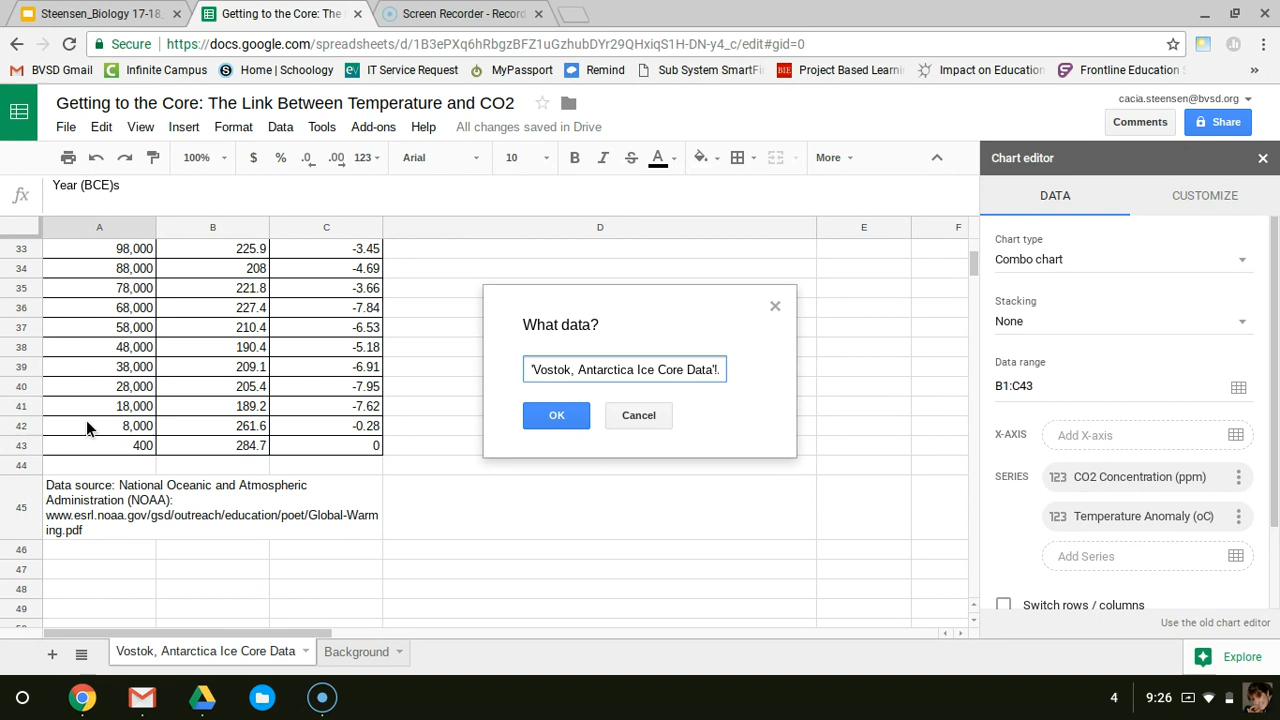 Steensen_Biology 17-18_
Getting to the Core: The
Screen Recorder - Record
Secure
https://docs.google.com/spreadsheets/d/1B3ePXq6hRbgzBFZ1uGzhubDYr29QHxiqS1H-DN-y4_c/edit#gid=0
BVSD Gmail
Infinite Campus
Home | Schoology
IT Service Request
MyPassport
Remind
Sub System SmartFi
Project Based Learni
Impact on Education
Frontline Education
»
Getting to the Core: The Link Between Temperature and CO2
cacia.steensen@bvsd.org
File Edit View Insert Format Data Tools Add-ons Help All changes saved in Drive
Comments
Share
100% $ % .0 .00 123 Arial 10 B I S A More
Chart editor
fx Year (BCE)s
DATA CUSTOMIZE
A B C D E F
33 98,000 225.9 -3.45
34 88,000 208 -4.69
35 78,000 221.8 -3.66
36 68,000 227.4 -7.84
37 58,000 210.4 -6.53
38 48,000 190.4 -5.18
39 38,000 209.1 -6.91
40 28,000 205.4 -7.95
41 18,000 189.2 -7.62
42 8,000 261.6 -0.28
43 400 284.7 0
44
45
Data source: National Oceanic and Atmospheric
Administration (NOAA):
www.esrl.noaa.gov/gsd/outreach/education/poet/Global-Warm
ing.pdf
46
47
48
49
What data?
'Vostok, Antarctica Ice Core Data'!
OK Cancel
Chart type
Combo chart
Stacking
None
Data range
B1:C43
X-AXIS Add X-axis
SERIES 123 CO2 Concentration (ppm)
123 Temperature Anomaly (oC)
Add Series
Switch rows / columns
Use the old chart editor
Vostok, Antarctica Ice Core Data
Background
Explore
4
9:26